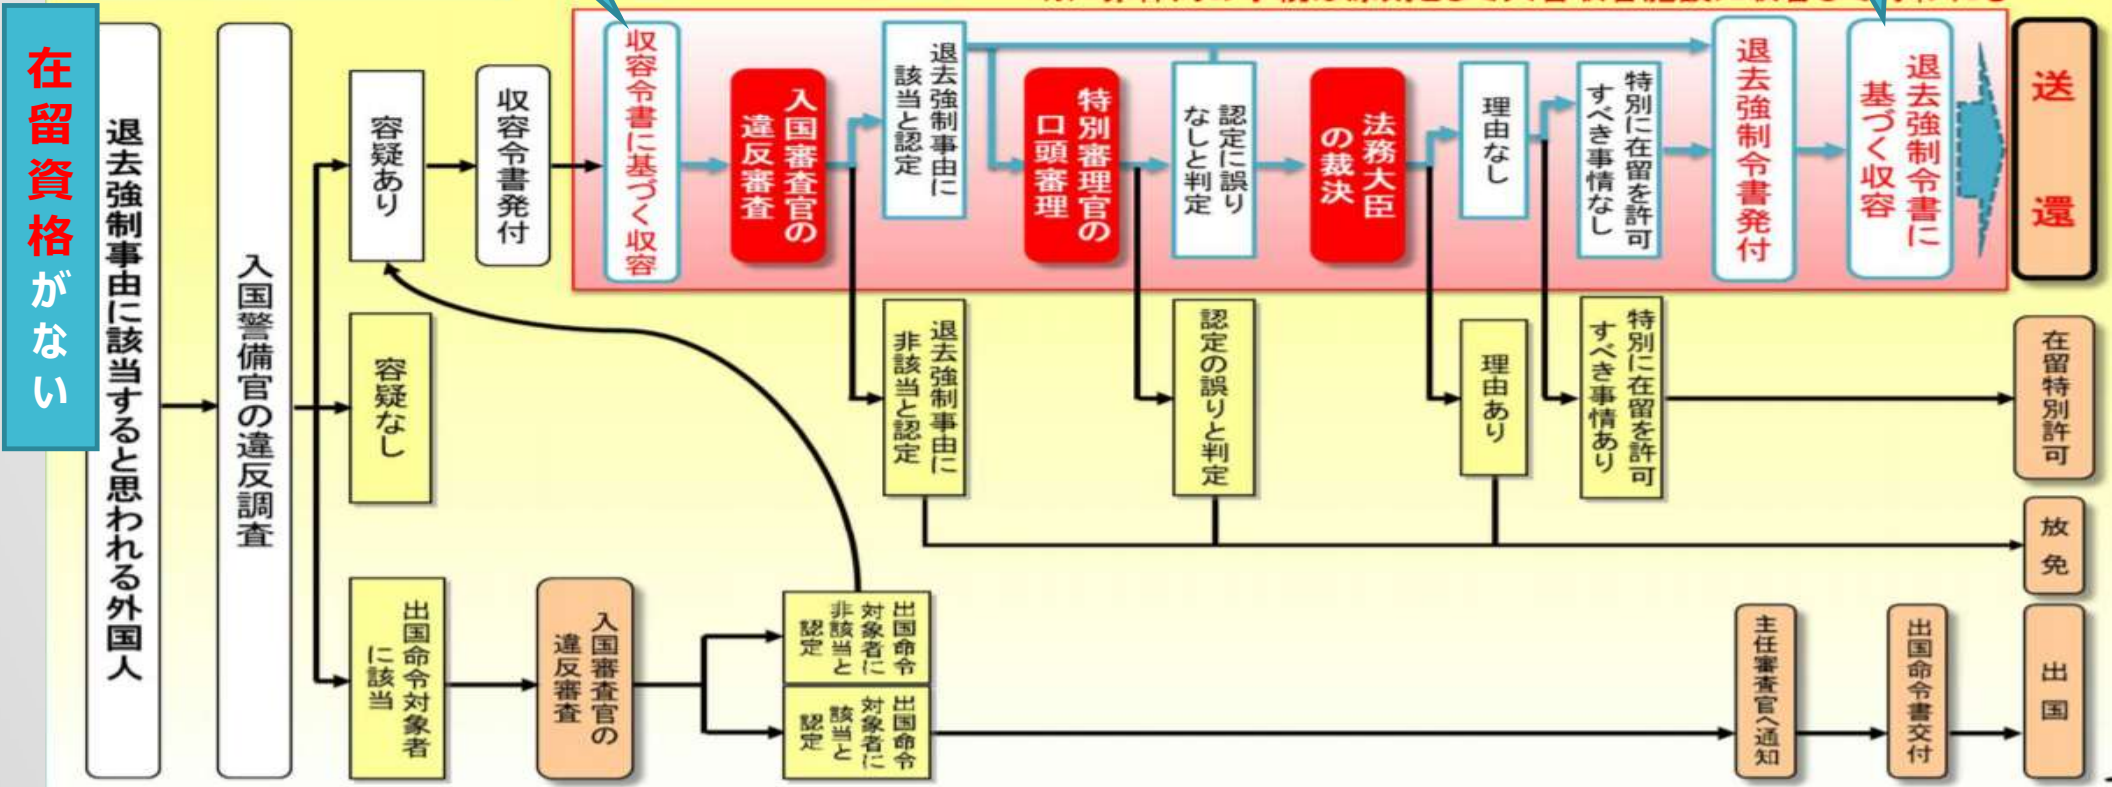 在留資格がない
退去強制事由に該当すると思われる外国人
入国警備官の違反調査
容疑あり
収容令書発付
収容令書に基づく収容
入国審査官の
違反審査
退去強制事由に
該当と認定
特別審理官の
口頭審理
認定に誤り
なしと判定
法務大臣
の裁決
理由なし
特別に在留を許可
すべき事情なし
退去強制令書発付
退去強制令書に
基づく収容
送還
容疑なし
退去強制事由に
非該当と認定
認定の誤りと判定
理由あり
特別に在留を許可
すべき事情あり
在留特別許可
放免
出国命令対象者
に該当
入国審査官の
違反審査
出国命令
対象者に
非該当と
認定
出国命令
対象者に
該当と
認定
主任審査官へ通知
出国命令書交付
出国